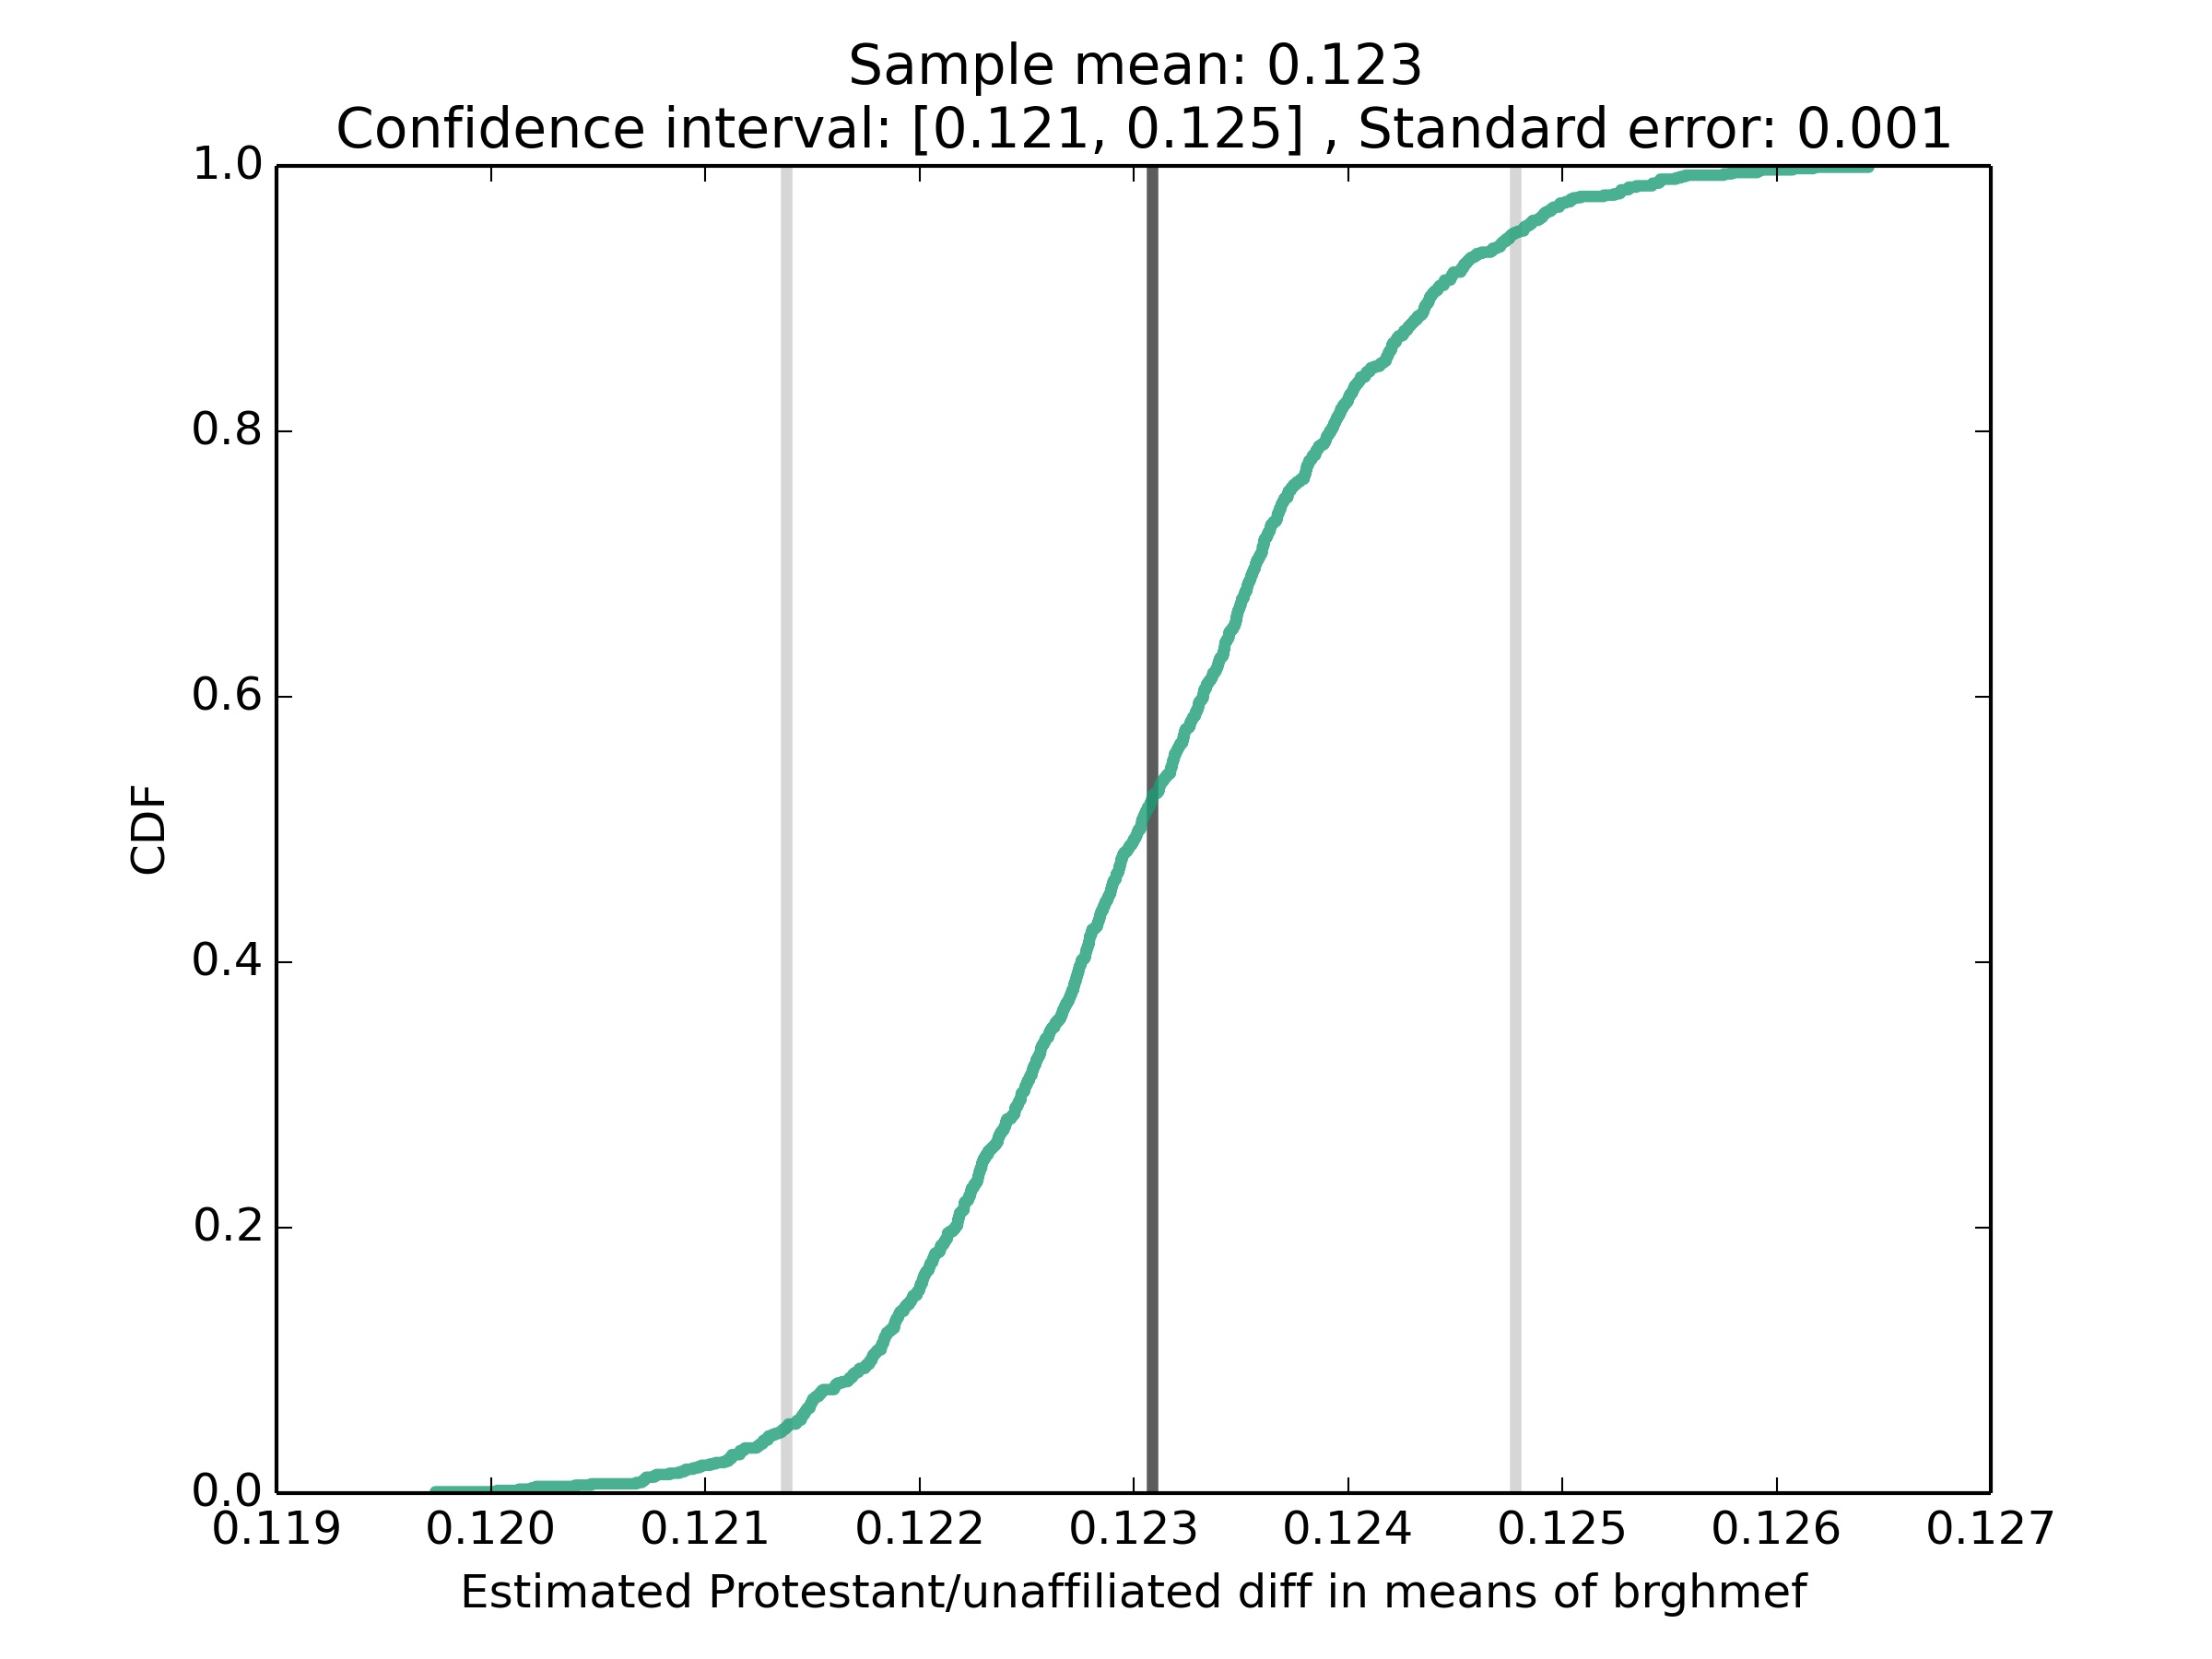 Sample mean: 0.123
Confidence interval: [0.121, 0.125] , Standard error: 0.001
1.0
0.8
0.6
0.4
0.2
0.0
CDF
0.119 0.120 0.121 0.122 0.123 0.124 0.125 0.126 0.127
Estimated Protestant/unaffiliated diff in means of brghmef